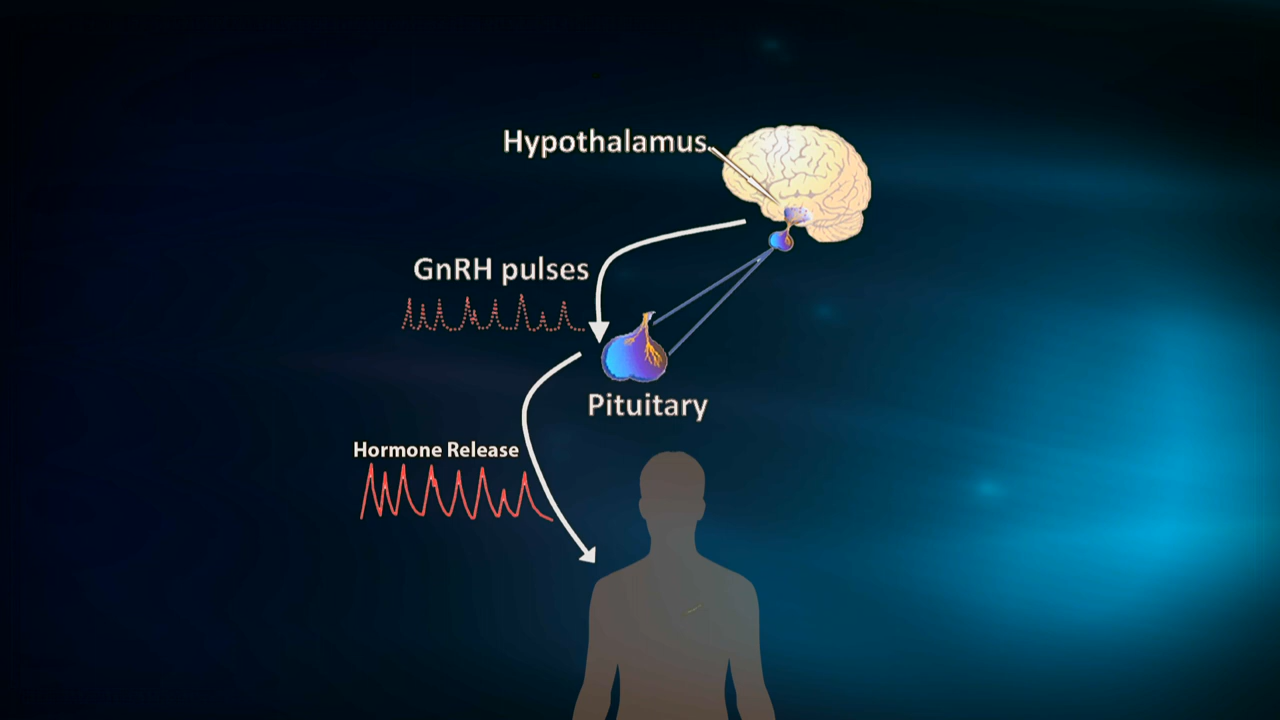 Hypothalamus
GnRH pulses
Pituitary
Hormone Release